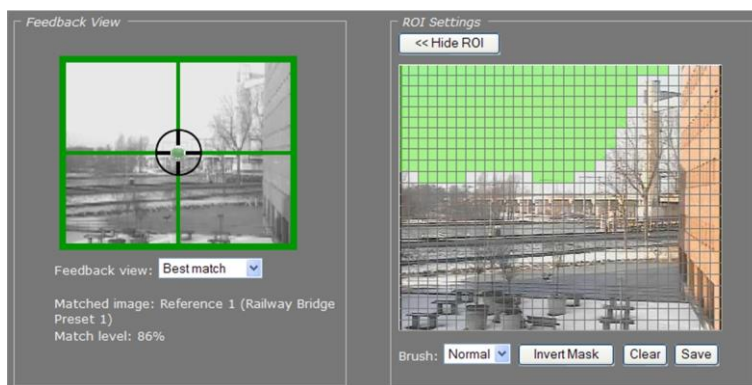 Feedback View
Feedback view: Best match
Matched image: Reference 1 (Railway Bridge
Preset 1)
Match level: 86%
ROI Settings
<< Hide ROI
Brush: Normal Invert Mask Clear Save